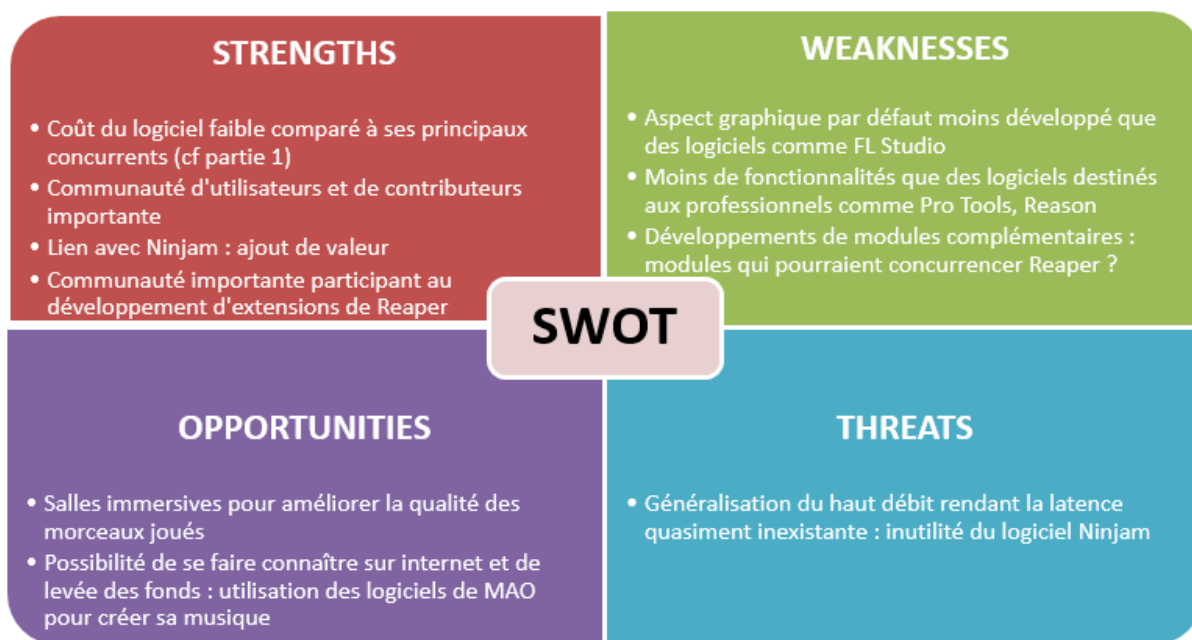 STRENGTHS
• Coût du logiciel faible comparé à ses principaux
concurrents (cf partie 1)
• Communauté d'utilisateurs et de contributeurs
importante
• Lien avec Ninjam : ajout de valeur
• Communauté importante participant au
développement d'extensions de Reaper
WEAKNESSES
• Aspect graphique par défaut moins développé que
des logiciels comme FL Studio
• Moins de fonctionnalités que des logiciels destinés
aux professionnels comme Pro Tools, Reason
• Développements de modules complémentaires :
modules qui pourraient concurrencer Reaper ?
SWOT
OPPORTUNITIES
• Salles immersives pour améliorer la qualité des
morceaux joués
• Possibilité de se faire connaître sur internet et de
levée des fonds : utilisation des logiciels de MAO
pour créer sa musique
THREATS
• Généralisation du haut débit rendant la latence
quasiment inexistante : inutilité du logiciel Ninjam